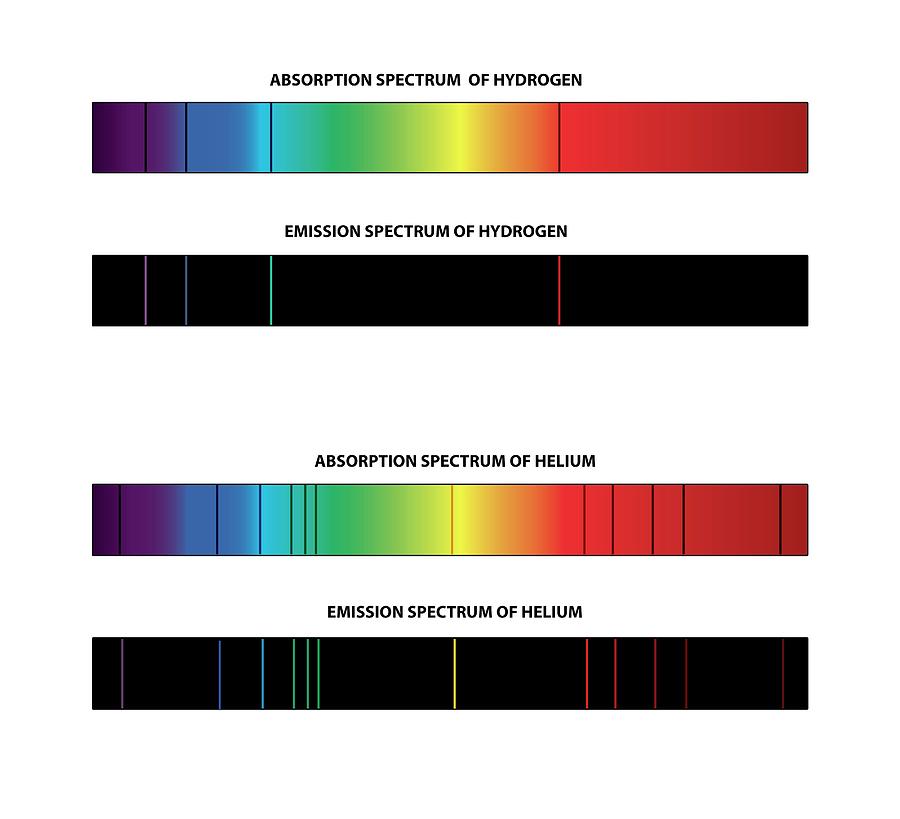 ABSORPTION SPECTRUM OF HYDROGEN
EMISSION SPECTRUM OF HYDROGEN
ABSORPTION SPECTRUM OF HELIUM
EMISSION SPECTRUM OF HELIUM